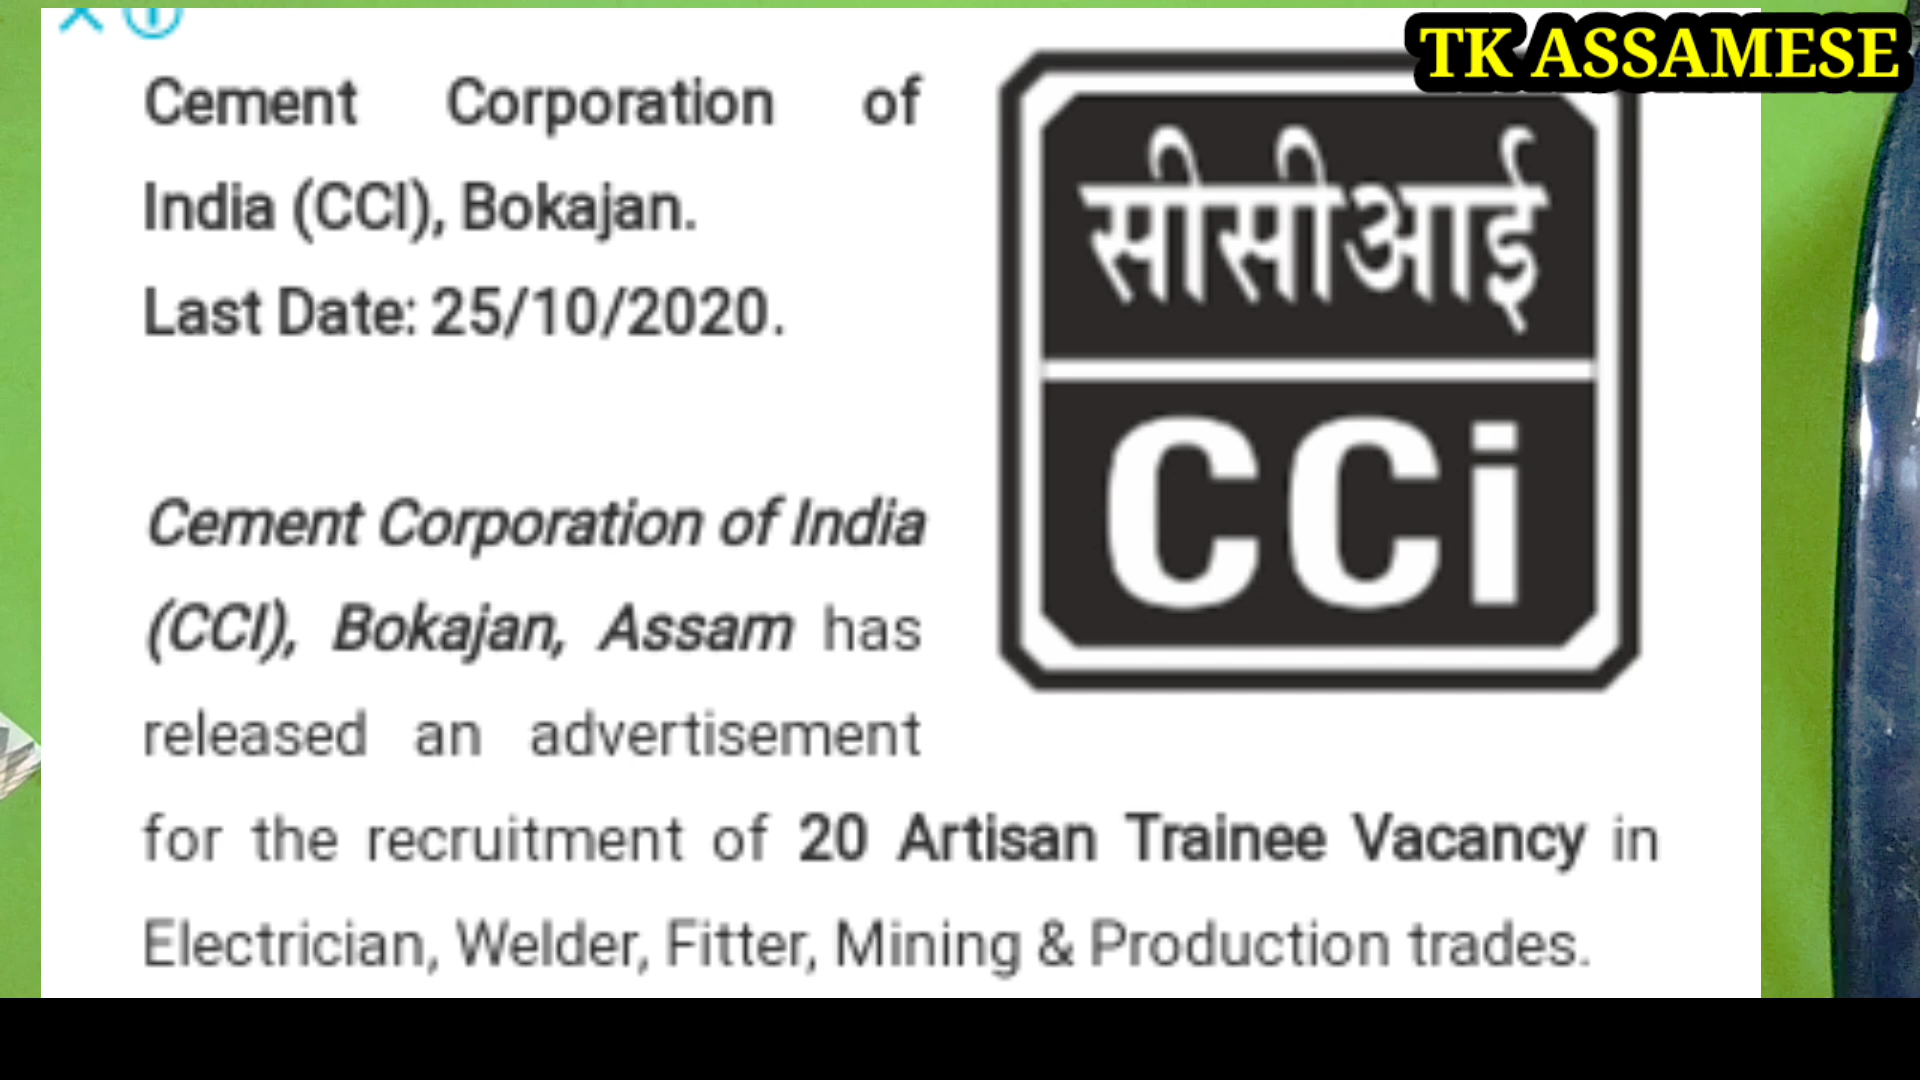 TK ASSAMESE
Cement Corporation of
India (CCI), Bokajan.
Last Date: 25/10/2020.
सीसीआई
CCi
Cement Corporation of India
(CCI), Bokajan, Assam has
released an advertisement
for the recruitment of 20 Artisan Trainee Vacancy in
Electrician, Welder, Fitter, Mining & Production trades.